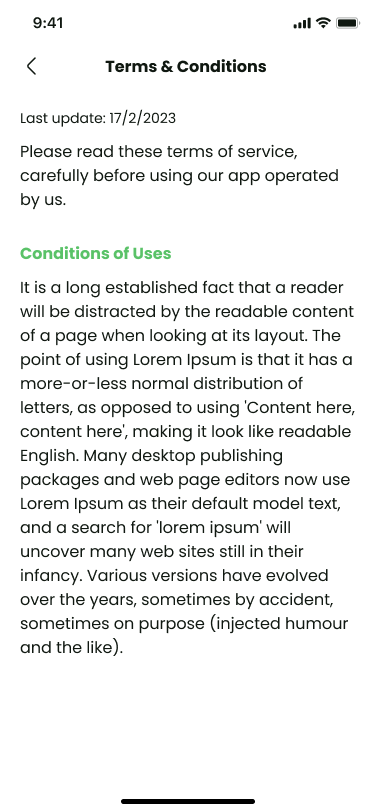 9:41
Terms & Conditions
Last update: 17/2/2023
Please read these terms of service,
carefully before using our app operated
by us.
Conditions of Uses
It is a long established fact that a reader
will be distracted by the readable content
of a page when looking at its layout. The
point of using Lorem Ipsum is that it has a
more-or-less normal distribution of
letters, as opposed to using 'Content here,
content here', making it look like readable
English. Many desktop publishing
packages and web page editors now use
Lorem Ipsum as their default model text,
and a search for 'lorem ipsum' will
uncover many web sites still in their
infancy. Various versions have evolved
over the years, sometimes by accident,
sometimes on purpose (injected humour
and the like).